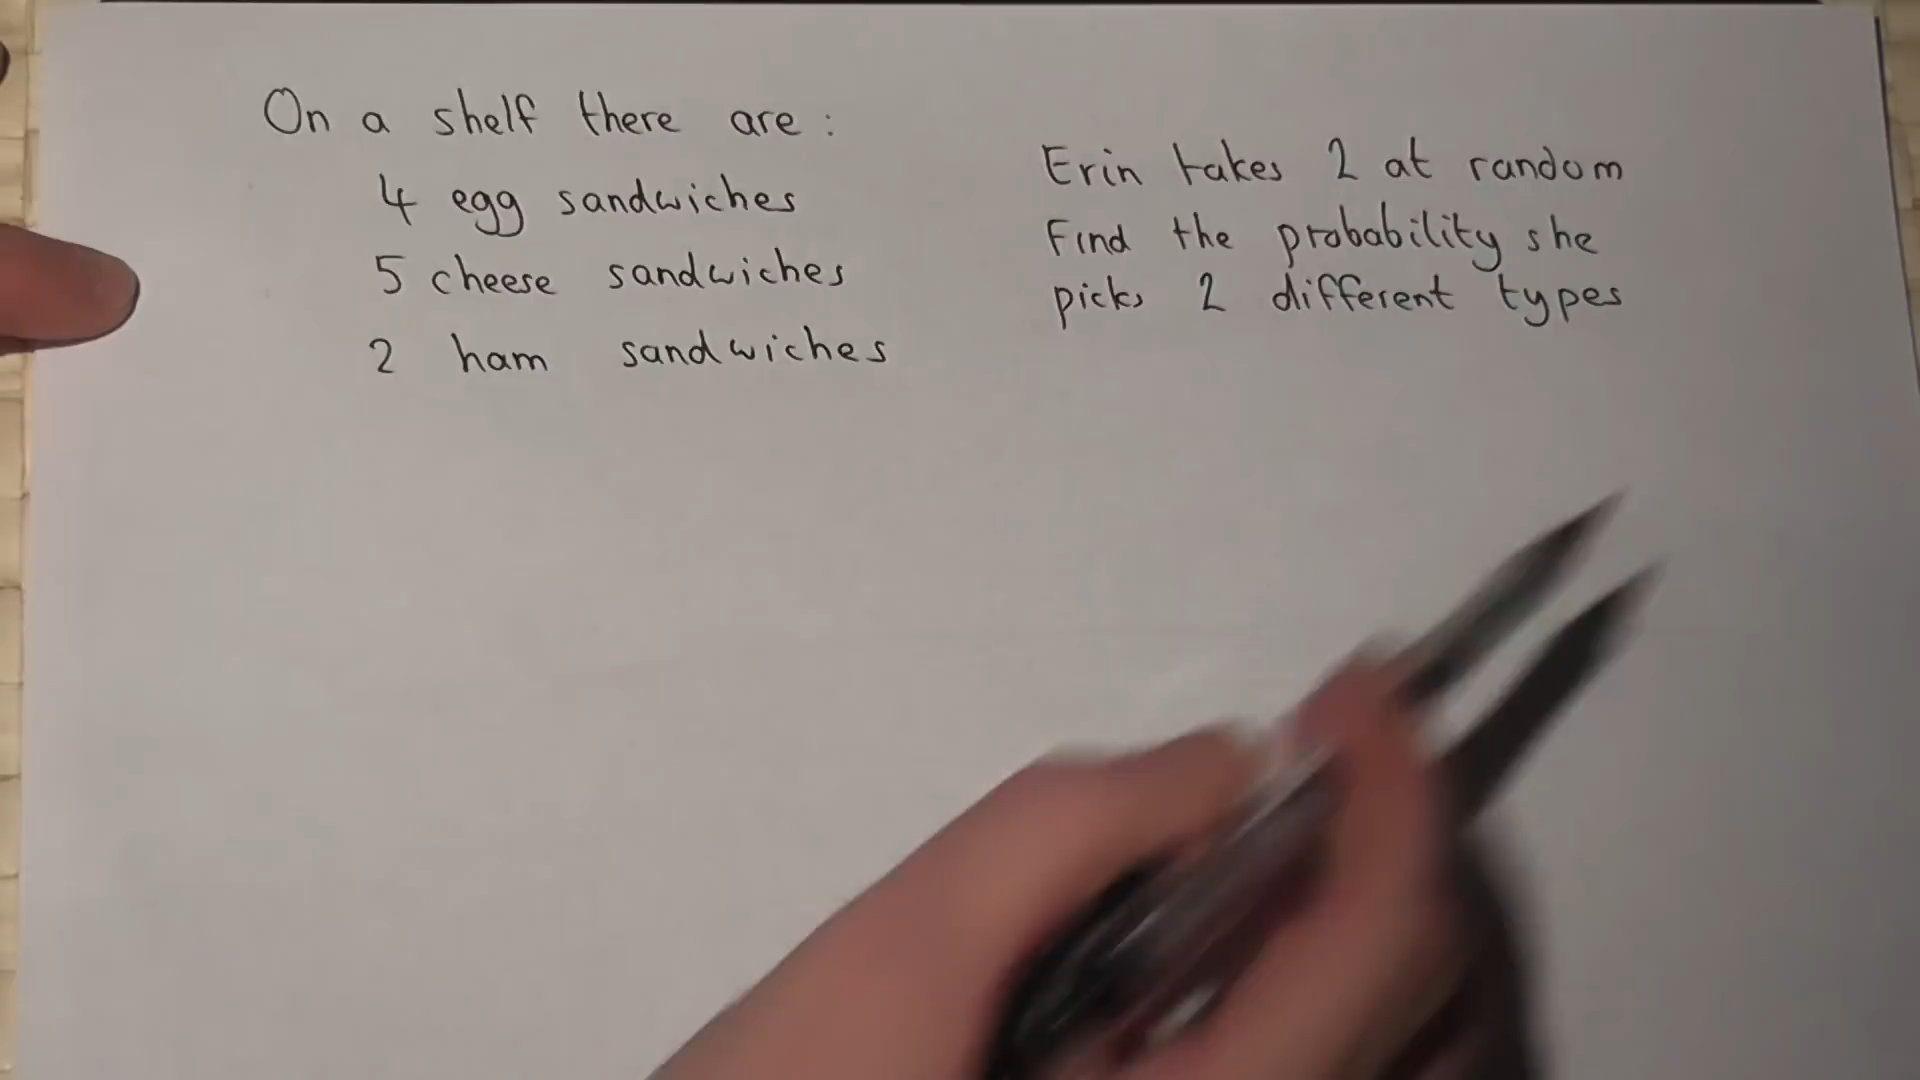 On a shelf there are :
4 egg sandwiches
5 cheese sandwiches
2 ham sandwiches
Erin takes 2 at random
Find the probability she
picks 2 different types